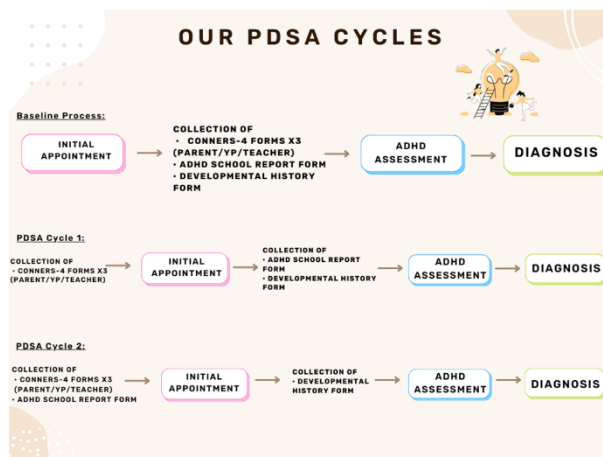 OUR PDSA CYCLES
Baseline Process:
INITIAL
APPOINTMENT
COLLECTION OF
• CONNERS-4 FORMS X3
(PARENT/YP/TEACHER)
• ADHD SCHOOL REPORT FORM
• DEVELOPMENTAL HISTORY
FORM
ADHD
ASSESSMENT
DIAGNOSIS
PDSA Cycle 1:
COLLECTION OF
• CONNERS-4 FORMS X3
(PARENT/YP/TEACHER)
INITIAL
APPOINTMENT
COLLECTION OF
• ADHD SCHOOL REPORT
FORM
• DEVELOPMENTAL HISTORY
FORM
ADHD
ASSESSMENT
DIAGNOSIS
PDSA Cycle 2:
COLLECTION OF
• CONNERS-4 FORMS X3
(PARENT/YP/TEACHER)
• ADHD SCHOOL REPORT FORM
INITIAL
APPOINTMENT
COLLECTION OF
• DEVELOPMENTAL
HISTORY FORM
ADHD
ASSESSMENT
DIAGNOSIS